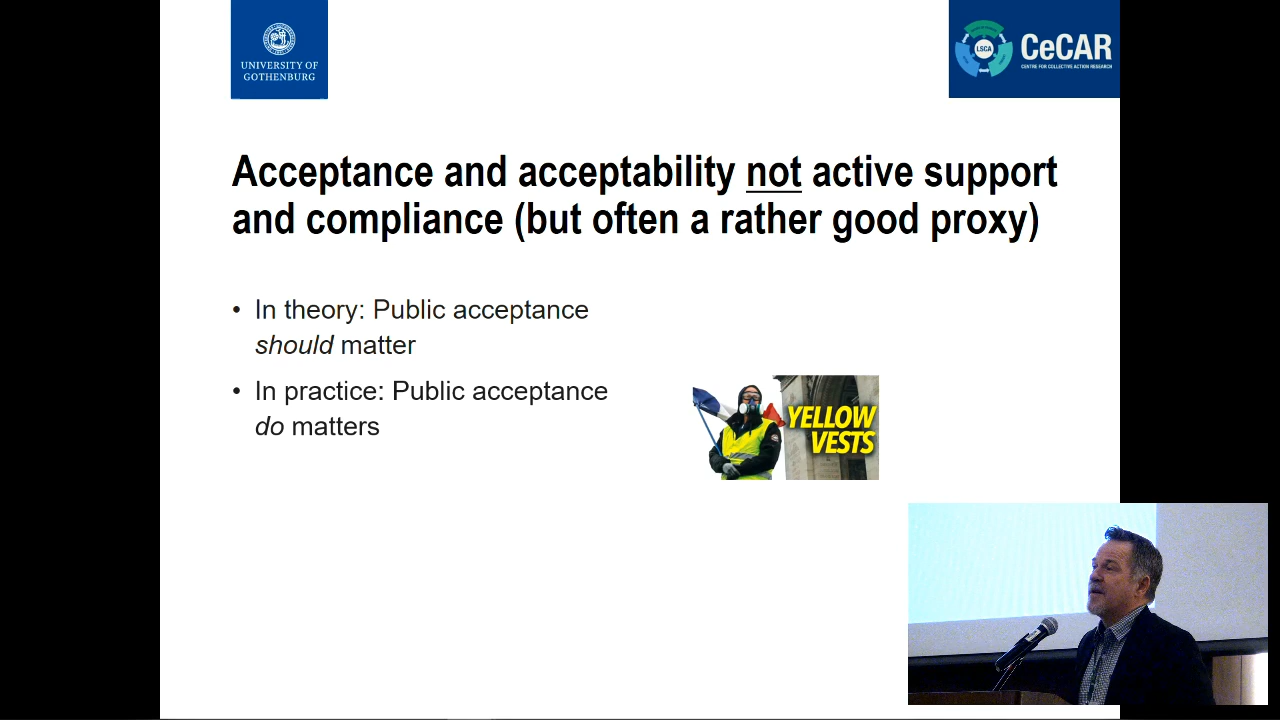 UNIVERSITY OF
GOTHENBURG
LSCA
CeCAR
CENTRE FOR COLLECTIVE ACTION RESEARCH
Acceptance and acceptability not active support
and compliance (but often a rather good proxy)
• In theory: Public acceptance
should matter
• In practice: Public acceptance
do matters
YELLOW
VESTS